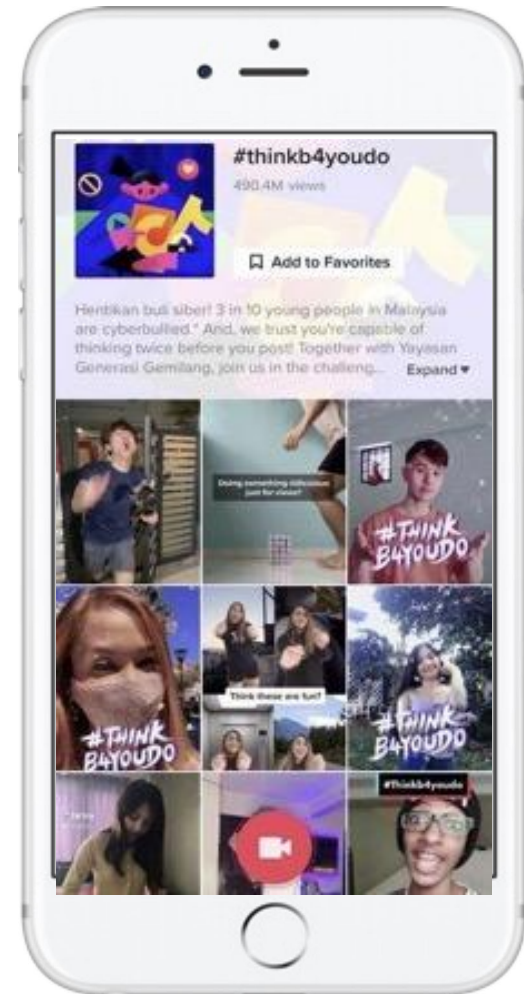 #thinkb4youdo
490.4M views
Add to Favorites
Hentikan buli siber! 3 in 10 young people in Malaysia
are cyberbullied * And, we trust you're capable of
thinking twice before you post! Together with Yayasan
Generasi Gemilang, join us in the challeng... Expand
Doing something ridiculous
just for views?
#THINK
B4YOUDO
Think these are fun?
#THINK
B4YOUDO
#THINK
B4YOUDO
#Thinkb4youdo